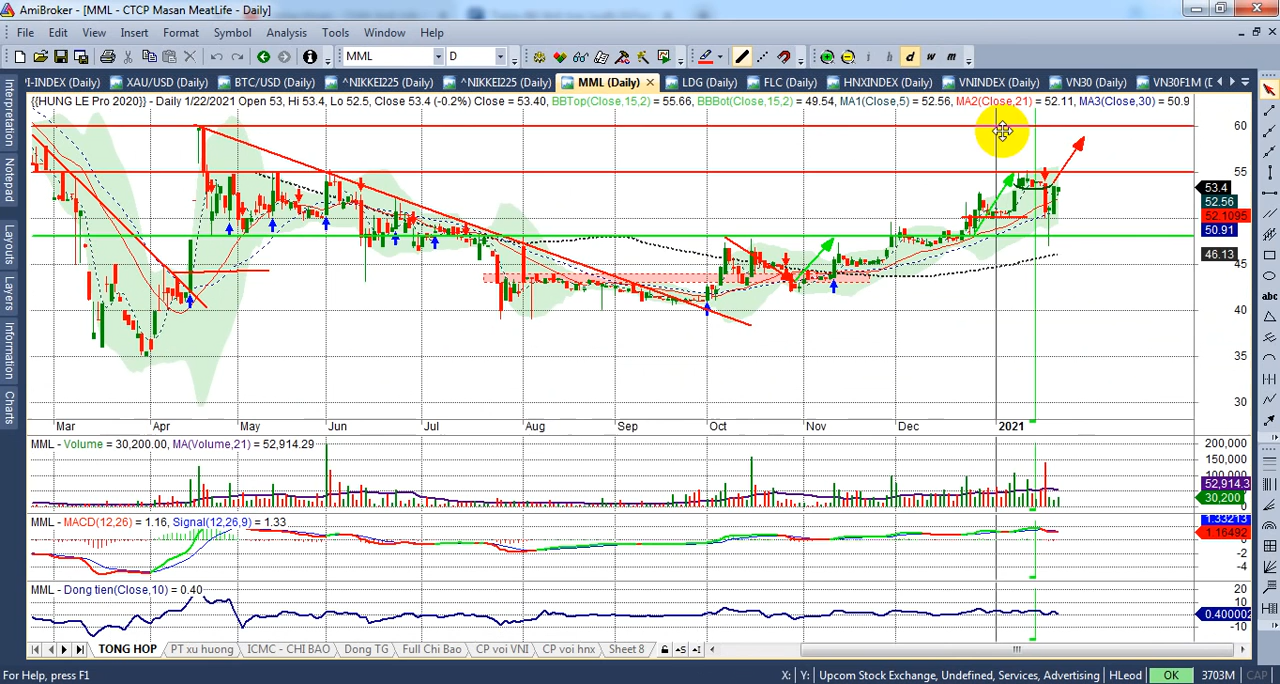 AmiBroker - [MML - CTCP Masan MeatLife - Daily]
File Edit View Insert Format Symbol Analysis Tools Window Help
MML D i h d w m
'I-INDEX (Daily) XAU/USD (Daily) BTC/USD (Daily) ^NIKKEI225 (Daily) ^NIKKEI225 (Daily) MML (Daily) LDG (Daily) FLC (Daily) HNXINDEX (Daily) VNINDEX (Daily) VN30 (Daily) VN30F1M (D
{{HUNG LE Pro 2020}} - Daily 1/22/2021 Open 53, Hi 53.4, Lo 52.5, Close 53.4 (-0.2%) Close = 53.40, BBTop(Close,15,2) = 55.66, BBBot(Close,15,2) = 49.54, MA1(Close,5) = 52.56, MA2(Close,21) = 52.11, MA3(Close,30) = 50.9
Interpretation
Notepad
Layouts
Layers
Information
Charts
60
55
53.4
52.56
52.1095
50.91
46.13
45
40
35
30
abc
Mar Apr May Jun Jul Aug Sep Oct Nov Dec 2021
MML - Volume = 30,200.00, MA(Volume,21) = 52,914.29
200,000
150,000
100,000
52,914.3
30,200
0
MML - MACD(12,26) = 1.16, Signal(12,26,9) = 1.33
1.33213
1.16492
-2
-4
MML - Dong tien(Close,10) = 0.40
20
10
0.400002
-10
TONG HOP PT xu huong ICMC - CHI BAO Dong TG Full Chi Bao CP voi VNI CP voi hnx Sheet 8
For Help, press F1 X: Y: Upcom Stock Exchange, Undefined, Services, Advertising HLeod OK 3703M CAP